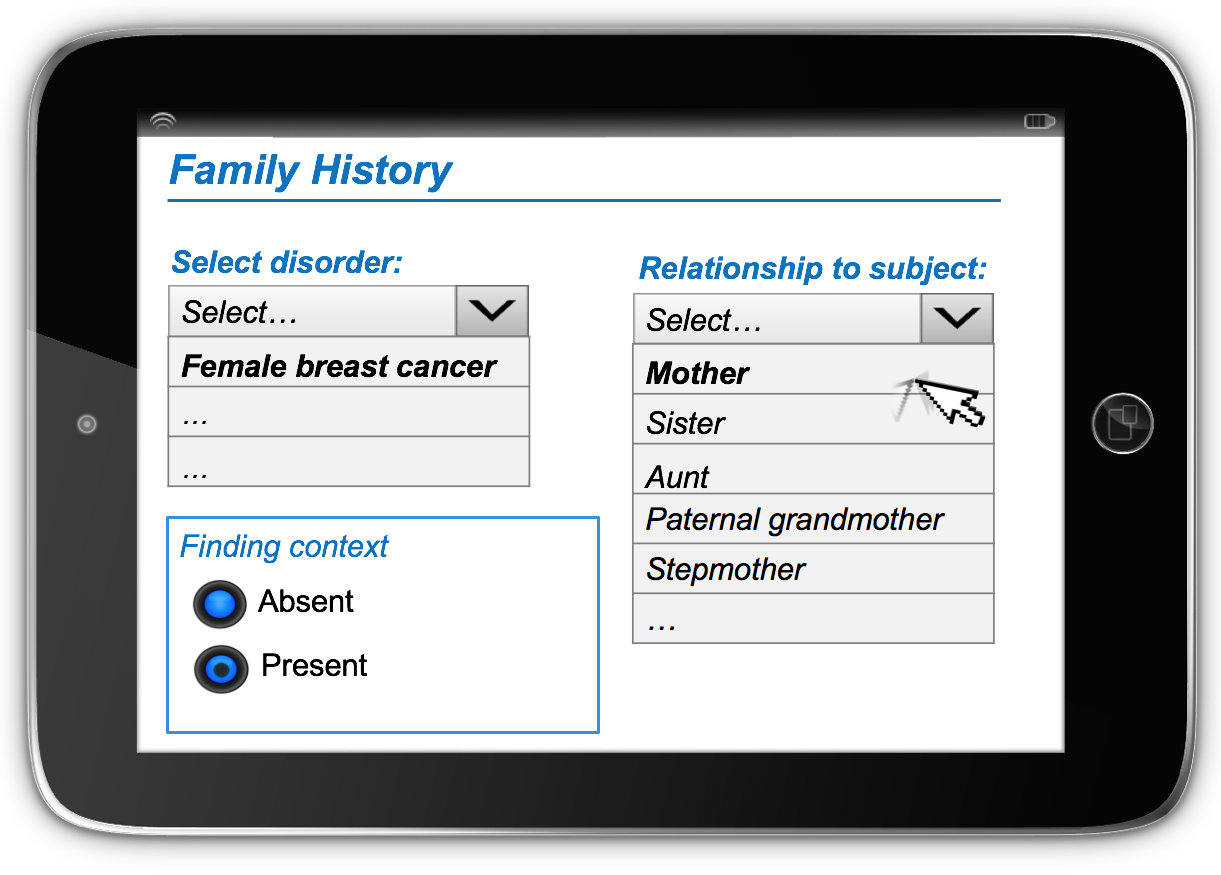 Family History
Select disorder:
Select…
Female breast cancer
...
...
Finding context
Absent
Present
Relationship to subject:
Select…
Mother
Sister
Aunt
Paternal grandmother
Stepmother
...